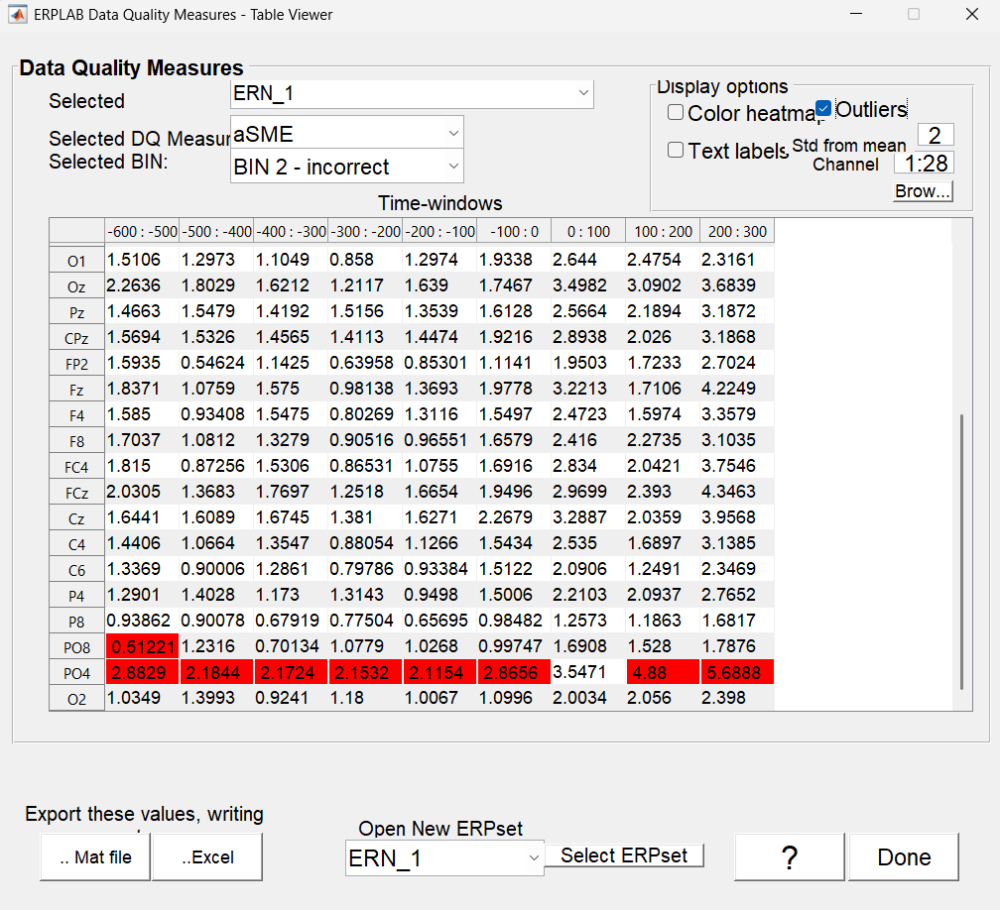 ERPLAB Data Quality Measures - Table Viewer
Data Quality Measures
Selected ERN_1
Selected DQ Measur aSME
Selected BIN: BIN 2 - incorrect
Display options
Color heatmap Outliers
Text labels Std from mean 2
Channel 1:28
Brow...
Time-windows
-600 : -500 -500 : -400 -400 : -300 -300 : -200 -200 : -100 -100 : 0 0 : 100 100 : 200 200 : 300
O1 1.5106 1.2973 1.1049 0.858 1.2974 1.9338 2.644 2.4754 2.3161
Oz 2.2636 1.8029 1.6212 1.2117 1.639 1.7467 3.4982 3.0902 3.6839
Pz 1.4663 1.5479 1.4192 1.5156 1.3539 1.6128 2.5664 2.1894 3.1872
CPz 1.5694 1.5326 1.4565 1.4113 1.4474 1.9216 2.8938 2.026 3.1868
FP2 1.5935 0.54624 1.1425 0.63958 0.85301 1.1141 1.9503 1.7233 2.7024
Fz 1.8371 1.0759 1.575 0.98138 1.3693 1.9778 3.2213 1.7106 4.2249
F4 1.585 0.93408 1.5475 0.80269 1.3116 1.5497 2.4723 1.5974 3.3579
F8 1.7037 1.0812 1.3279 0.90516 0.96551 1.6579 2.416 2.2735 3.1035
FC4 1.815 0.87256 1.5306 0.86531 1.0755 1.6916 2.834 2.0421 3.7546
FCz 2.0305 1.3683 1.7697 1.2518 1.6654 1.9496 2.9699 2.393 4.3463
Cz 1.6441 1.6089 1.6745 1.381 1.6271 2.2679 3.2887 2.0359 3.9568
C4 1.4406 1.0664 1.3547 0.88054 1.1266 1.5434 2.535 1.6897 3.1385
C6 1.3369 0.90006 1.2861 0.79786 0.93384 1.5122 2.0906 1.2491 2.3469
P4 1.2901 1.4028 1.173 1.3143 0.9498 1.5006 2.2103 2.0937 2.7652
P8 0.93862 0.90078 0.67919 0.77504 0.65695 0.98482 1.2573 1.1863 1.6817
PO8 0.51221 1.2316 0.70134 1.0779 1.0268 0.99747 1.6908 1.528 1.7876
PO4 2.8829 2.1844 2.1724 2.1532 2.1154 2.8656 3.5471 4.88 5.6888
O2 1.0349 1.3993 0.9241 1.18 1.0067 1.0996 2.0034 2.056 2.398
Export these values, writing
.. Mat file ..Excel
Open New ERPset
ERN_1 Select ERPset
? Done